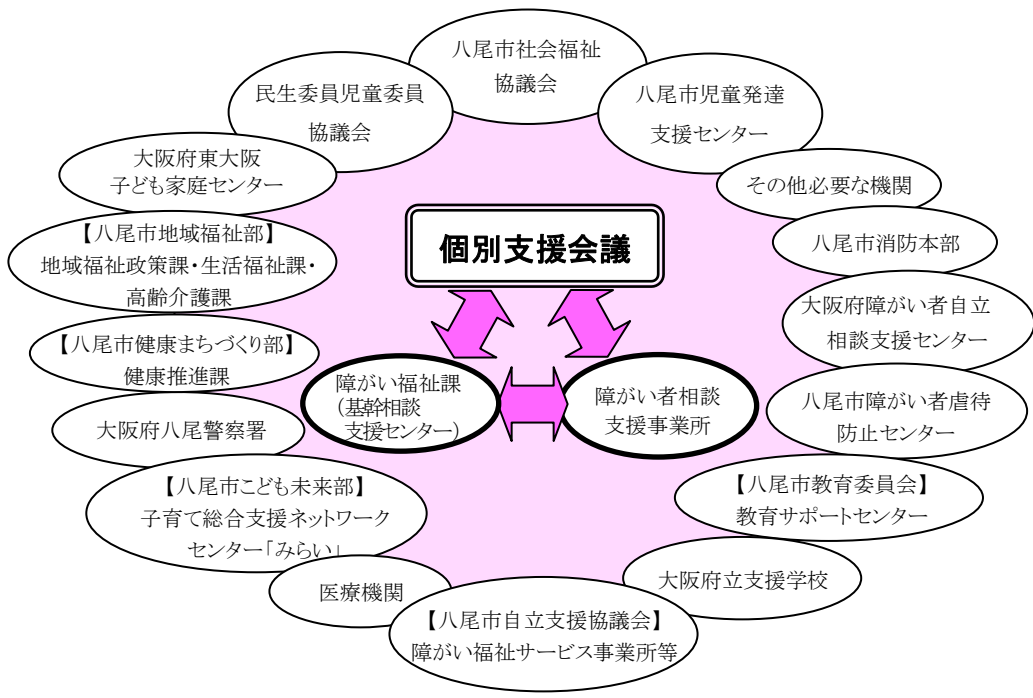 八尾市社会福祉
協議会
民生委員児童委員
協議会
八尾市児童発達
支援センター
大阪府東大阪
子ども家庭センター
その他必要な機関
【八尾市地域福祉部】
地域福祉政策課・生活福祉課・
高齢介護課
個別支援会議
八尾市消防本部
大阪府障がい者自立
相談支援センター
【八尾市健康まちづくり部】
健康推進課
障がい福祉課
(基幹相談
支援センター)
障がい者相談
支援事業所
八尾市障がい者虐待
防止センター
大阪府八尾警察署
【八尾市こども未来部】
子育て総合支援ネットワーク
センター「みらい」
【八尾市教育委員会】
教育サポートセンター
医療機関
大阪府立支援学校
【八尾市自立支援協議会】
障がい福祉サービス事業所等